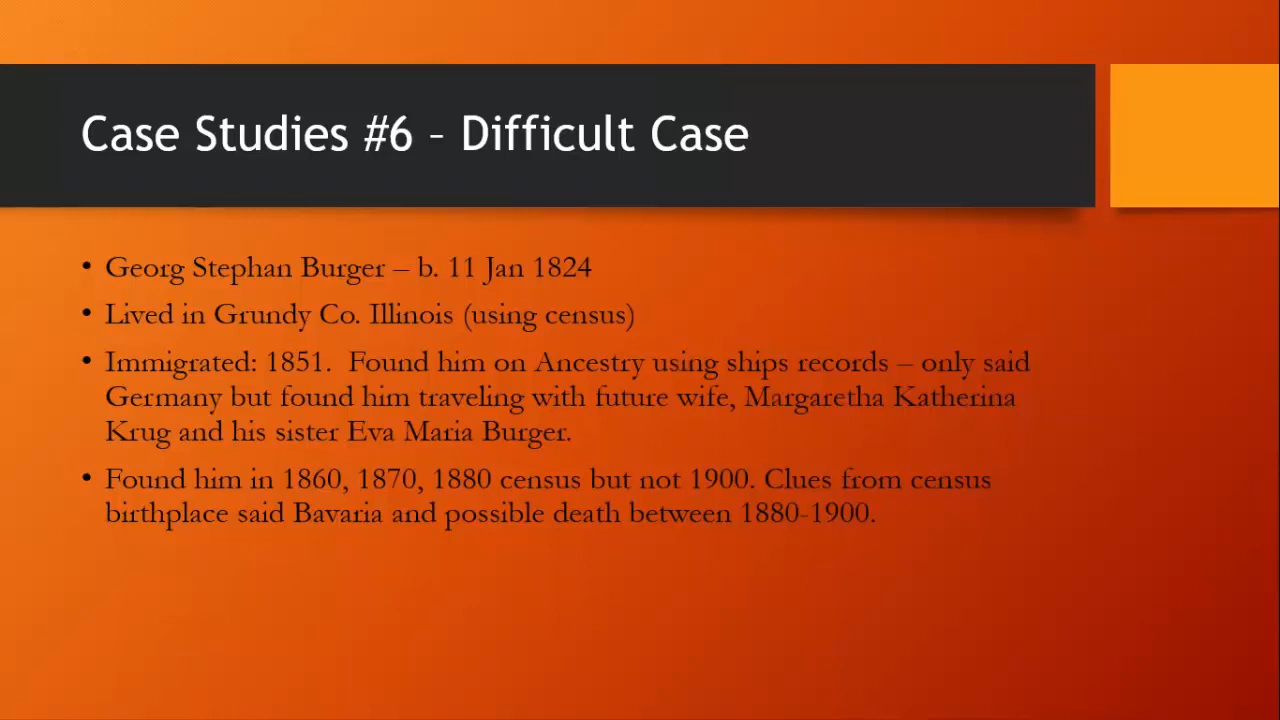 Case Studies #6 – Difficult Case
• Georg Stephan Burger – b. 11 Jan 1824
• Lived in Grundy Co. Illinois (using census)
• Immigrated: 1851.  Found him on Ancestry using ships records – only said
Germany but found him traveling with future wife, Margaretha Katherina
Krug and his sister Eva Maria Burger.
• Found him in 1860, 1870, 1880 census but not 1900. Clues from census
birthplace said Bavaria and possible death between 1880-1900.